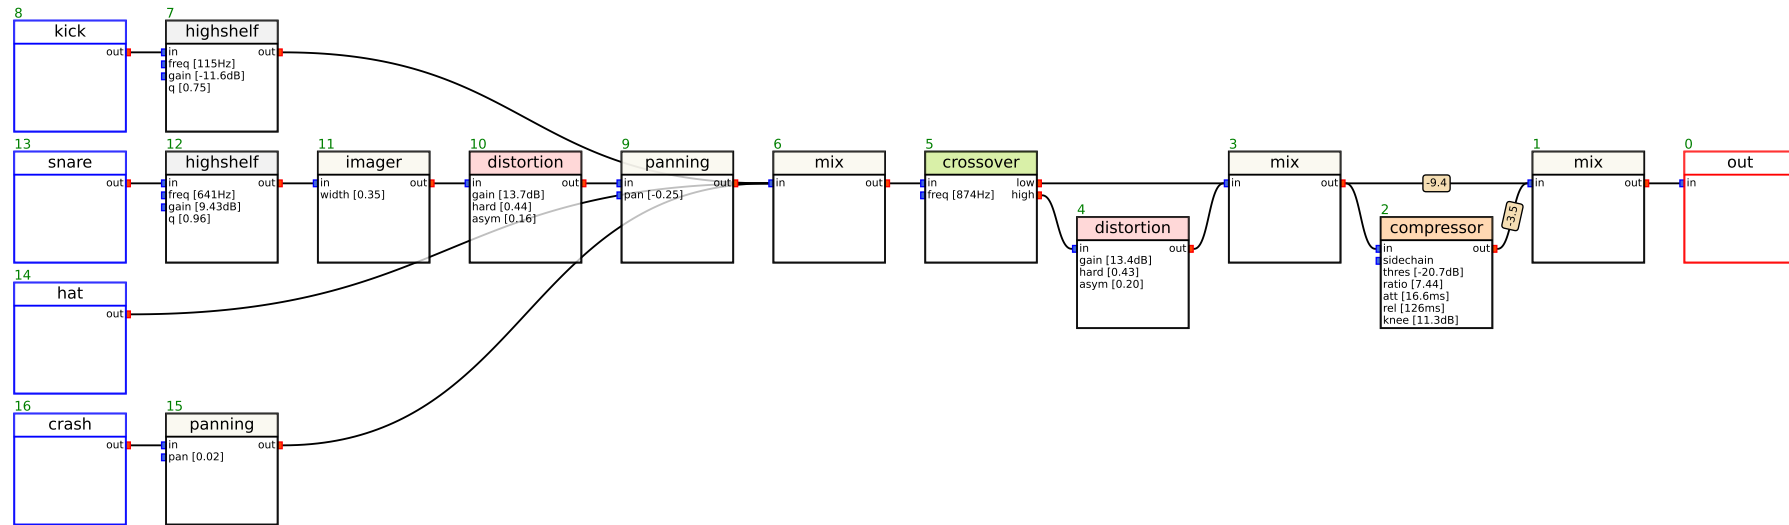 8
kick
out
7
highshelf
in out
freq [115Hz]
gain [-11.6dB]
q [0.75]
13
snare
out
12
highshelf
in out
freq [641Hz]
gain [9.43dB]
q [0.96]
11
imager
in out
width [0.35]
10
distortion
in out
gain [13.7dB]
hard [0.44]
asym [0.16]
9
panning
in out
pan [-0.25]
6
mix
in out
5
crossover
in low
freq [874Hz] high
4
distortion
in out
gain [13.4dB]
hard [0.43]
asym [0.20]
3
mix
in out
-9.4
-3.5
2
compressor
in out
sidechain
thres [-20.7dB]
ratio [7.44]
att [16.6ms]
rel [126ms]
knee [11.3dB]
1
mix
in out
0
out
in
14
hat
out
16
crash
out
15
panning
in out
pan [0.02]